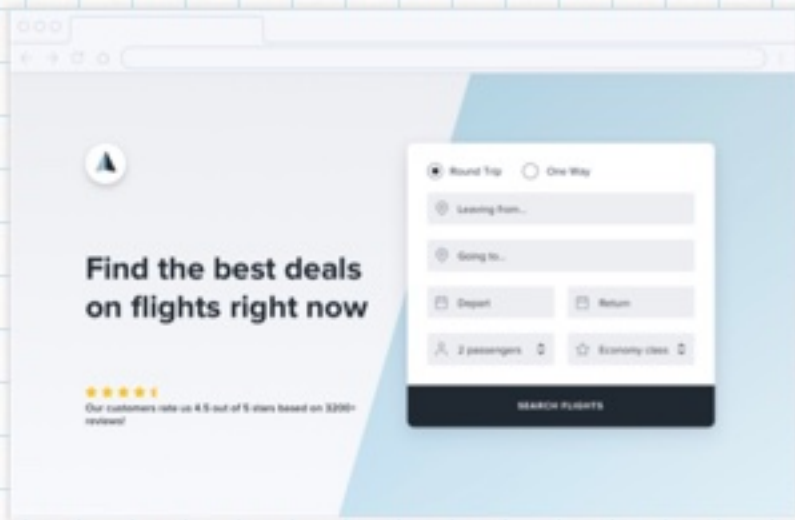 Round Trip One Way
Leaving from...
Going to...
Find the best deals
on flights right now
Depart Return
2 passengers Economy class
Our customers rate us 4.5 out of 5 stars based on 3200+
reviews!
SEARCH FLIGHTS